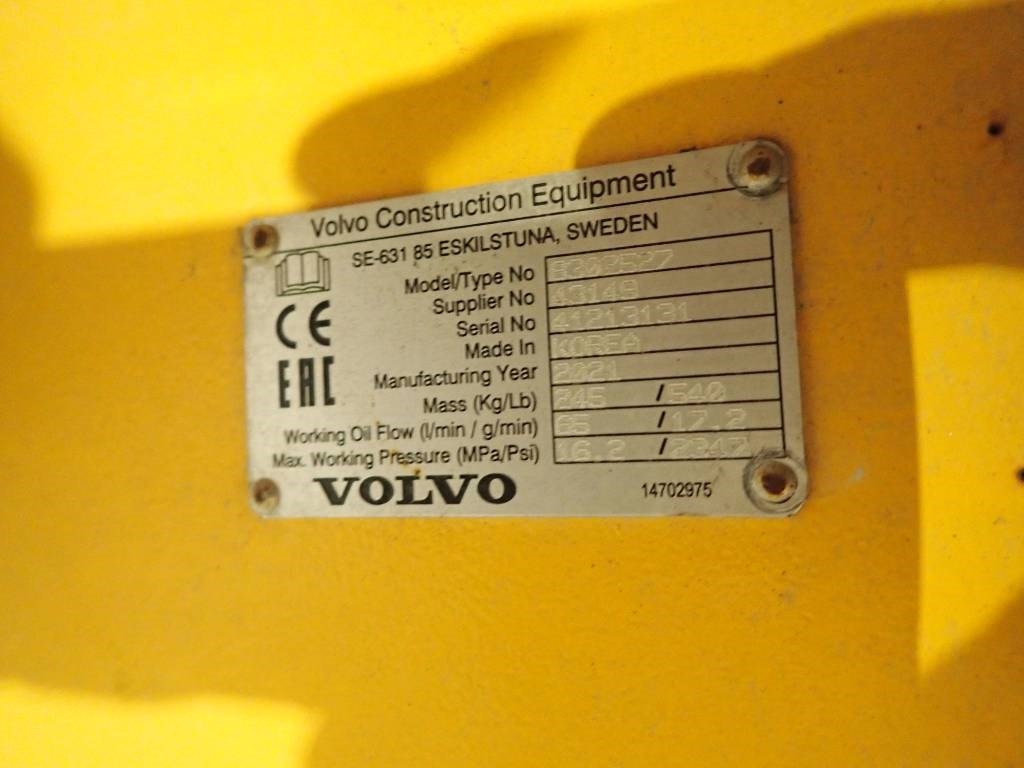 Volvo Construction Equipment
SE-631 85 ESKILSTUNA, SWEDEN
Model/Type No 8308527
Supplier No 43149
Serial No 41213131
Made In KOREA
Manufacturing Year 2021
Mass (Kg/Lb) 245 / 540
Working Oil Flow (l/min / g/min) 65 / 17.2
Max. Working Pressure (MPa/Psi) 16.2 / 2347
CE
EAC
VOLVO
14702975